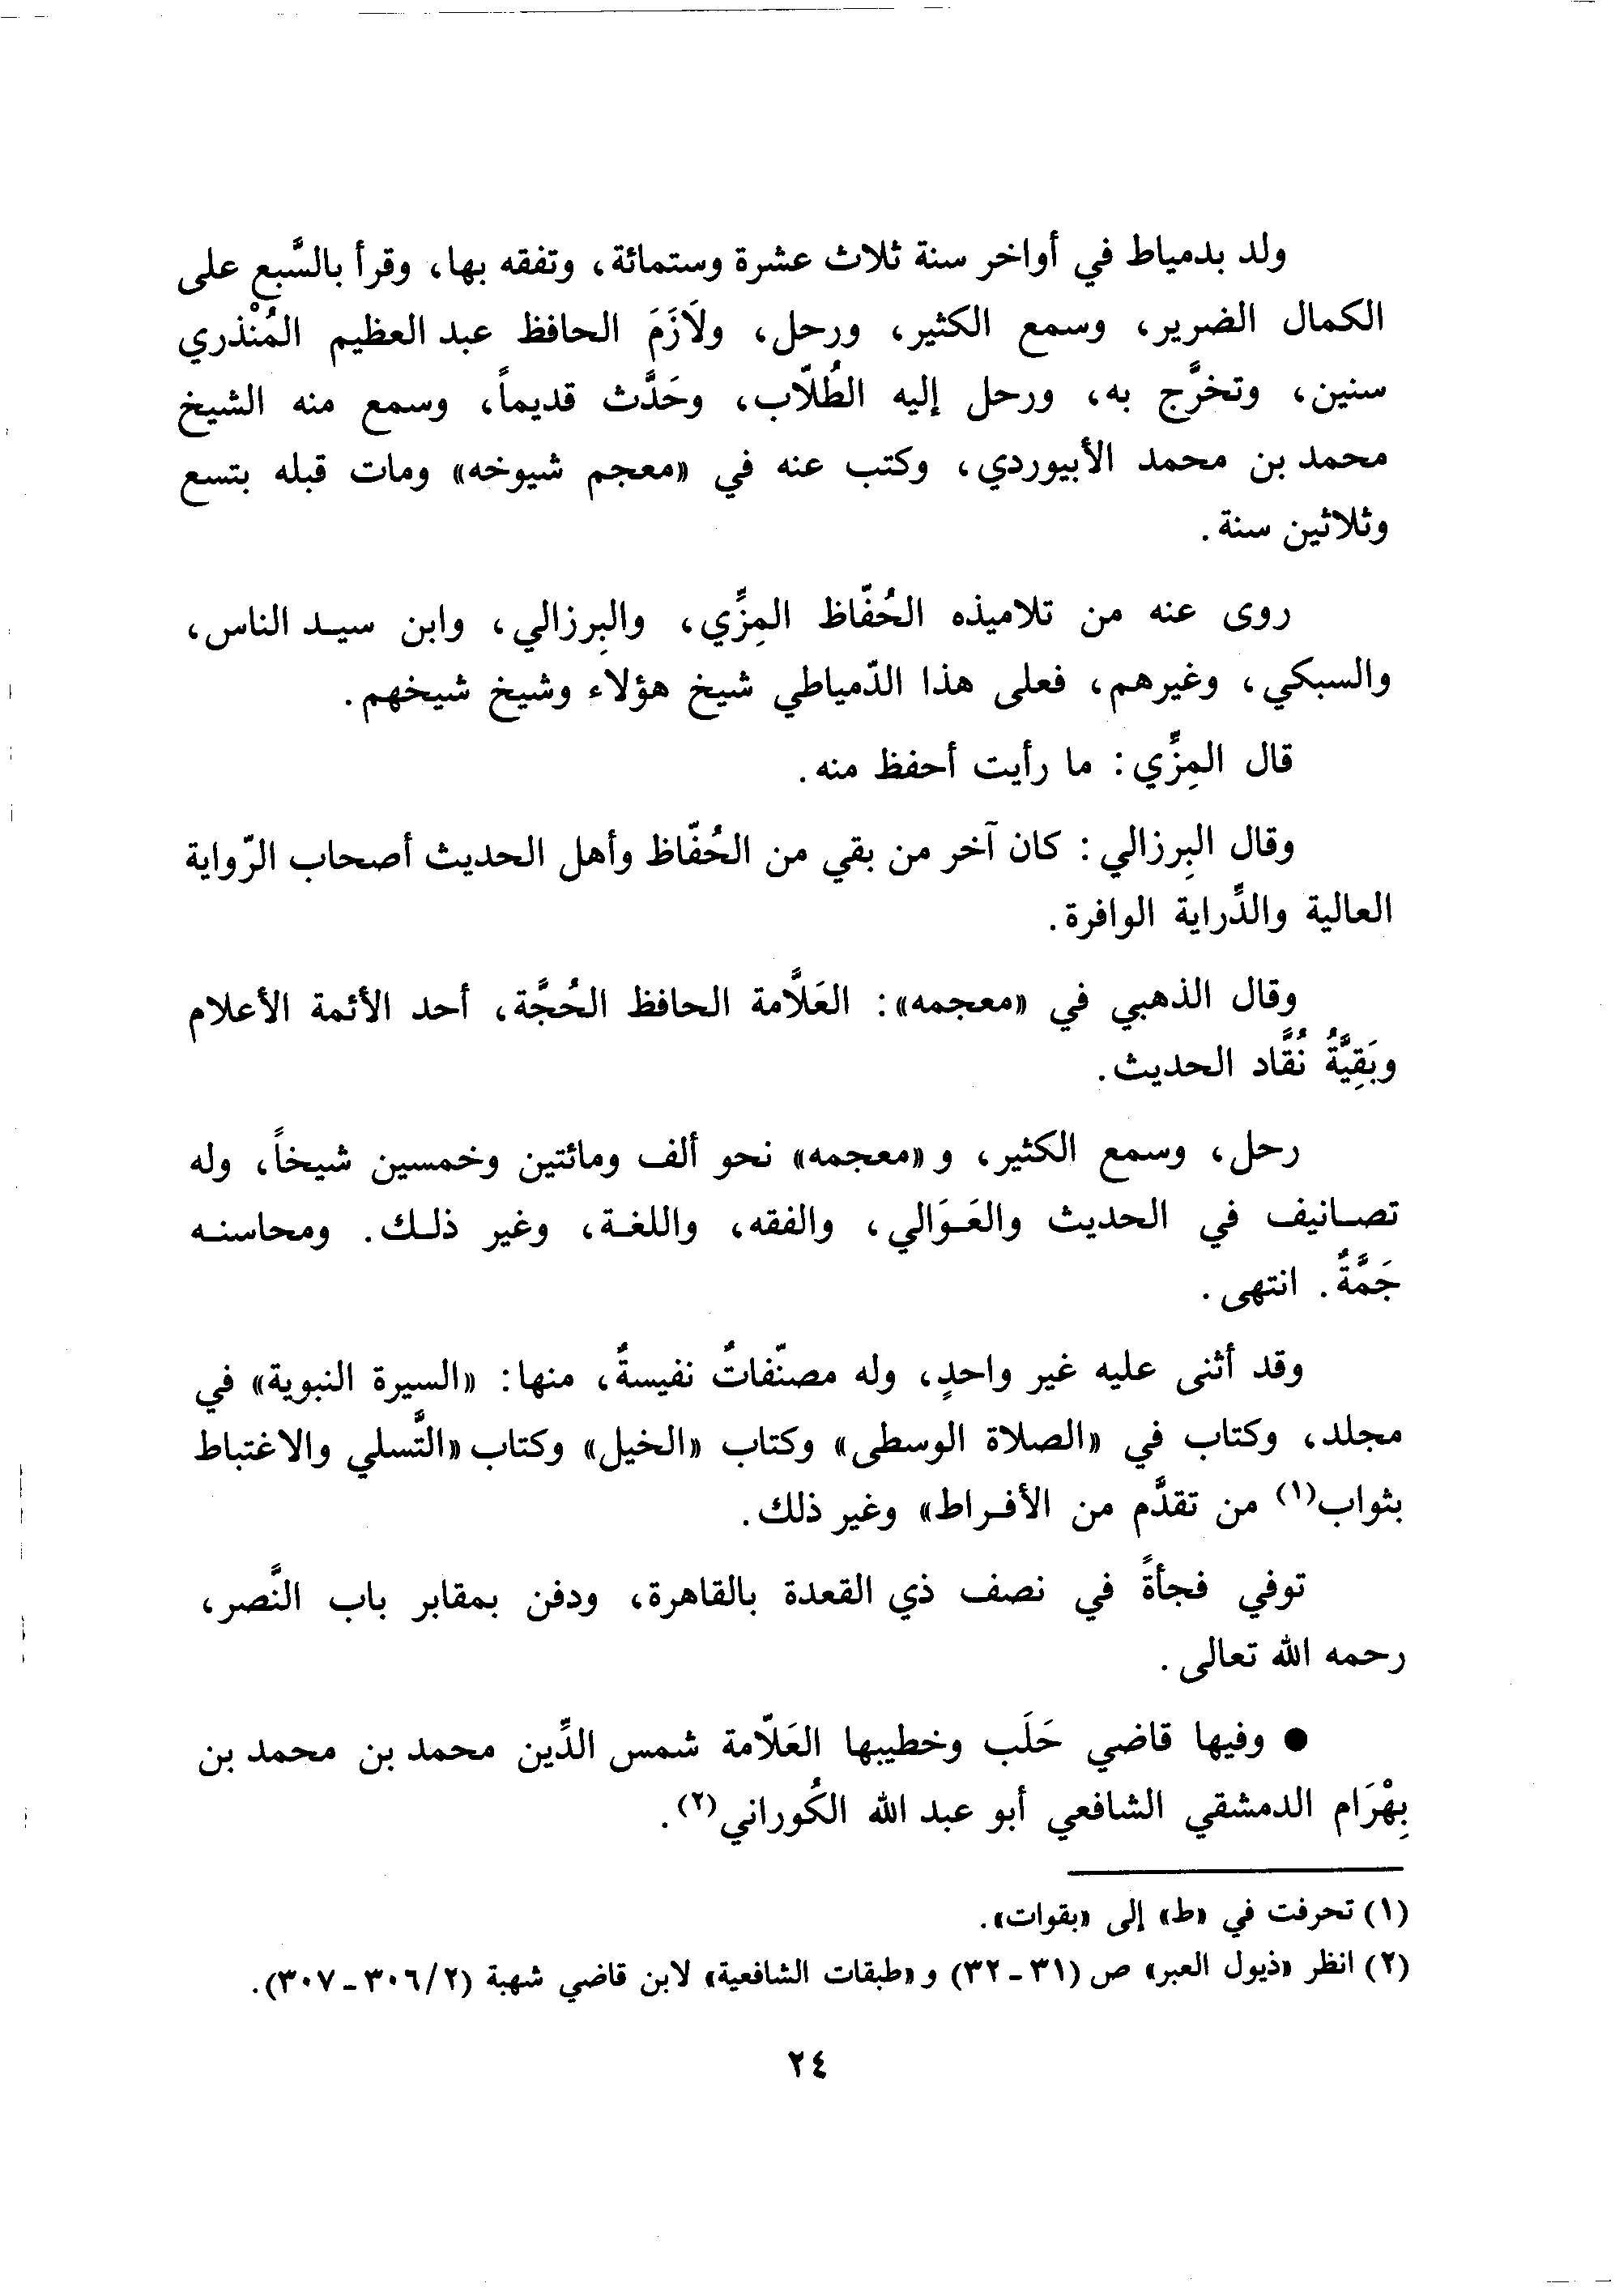 ولد بدمياط في أواخر سنة ثلاث عشرة وستمائة، وتفقه بها، وقرأ بالسَّبع على
الكمال الضرير، وسمع الكثير، ورحل، ولاَزَمَ الحافظ عبد العظيم المُنْذري
سنين، وتخرَّج به، ورحل إليه الطُلّاب، وحَدَّث قديماً، وسمع منه الشيخ
محمد بن محمد الأبيوردي، وكتب عنه في «معجم شيوخه» ومات قبله بتسع
وثلاثين سنة.
روى عنه من تلاميذه الحُفّاظ المِزِّي، والبِرزالي، وابن سيد الناس،
والسبكي، وغيرهم، فعلى هذا الدّمياطي شيخ هؤلاء وشيخ شيخهم.
قال المِزِّي: ما رأيت أحفظ منه.
وقال البِرزالي: كان آخر من بقي من الحُفّاظ وأهل الحديث أصحاب الرّواية
العالية والدِّراية الوافرة.
وقال الذهبي في «معجمه»: العَلاَّمة الحافظ الحُجَّة، أحد الأئمة الأعلام
وبَقِيَّةُ نُقَّاد الحديث.
رحل، وسمع الكثير، و «معجمه» نحو ألف ومائتين وخمسين شيخاً، وله
تصانيف في الحديث والعَوَالي، والفقه، واللغة، وغير ذلك. ومحاسنه
جَمَّةٌ. انتهى.
وقد أثنى عليه غير واحدٍ، وله مصنّفاتٌ نفيسةٌ، منها: «السيرة النبوية» في
مجلد، وكتاب في «الصلاة الوسطى» وكتاب «الخيل» وكتاب «التَّسلي والاغتباط
بثواب(١) من تقدَّم من الأفراط» وغير ذلك.
توفي فجأةً في نصف ذي القعدة بالقاهرة، ودفن بمقابر باب النَّصر،
رحمه الله تعالى.
● وفيها قاضي حَلَب وخطيبها العَلاّمة شمس الدِّين محمد بن محمد بن
بِهْرَام الدمشقي الشافعي أبو عبد الله الكُوراني(٢).
(١) تحرفت في «ط» إلى «بقوات».
(٢) انظر «ذيول العبر» ص (٣١ - ٣٢) و «طبقات الشافعية» لابن قاضي شهبة (٣٠٦/٢ - ٣٠٧).
٢٤